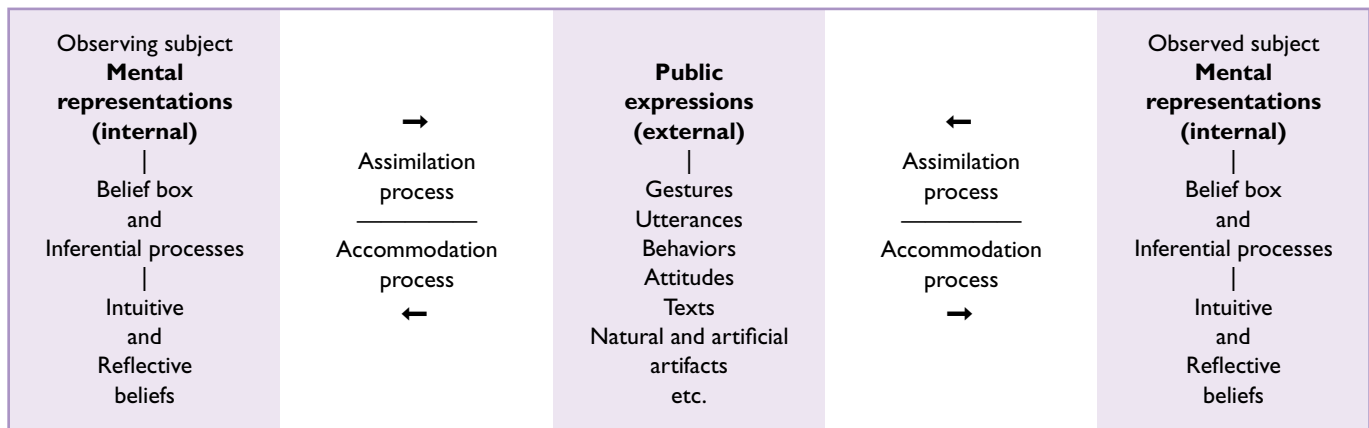 Observing subject
Mental
representations
(internal)
|
Belief box
and
Inferential processes
|
Intuitive
and
Reflective
beliefs
→
Assimilation
process
Accommodation
process
←
Public
expressions
(external)
|
Gestures
Utterances
Behaviors
Attitudes
Texts
Natural and artificial
artifacts
etc.
←
Assimilation
process
Accommodation
process
→
Observed subject
Mental
representations
(internal)
|
Belief box
and
Inferential processes
|
Intuitive
and
Reflective
beliefs